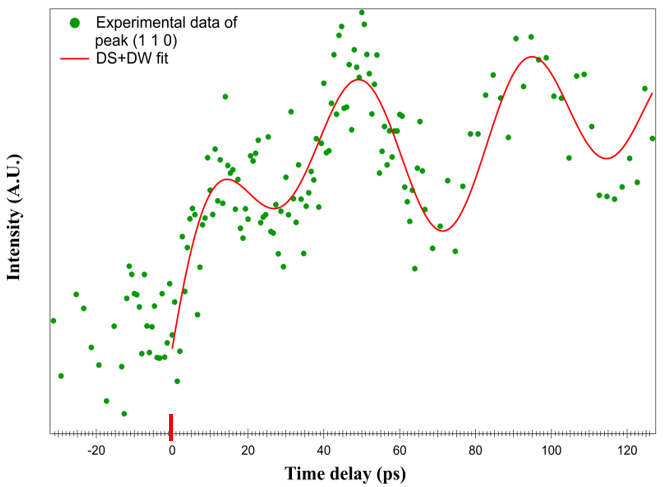 Experimental data of
peak (1 1 0)
DS+DW fit
Intensity (A.U.)
-20 0 20 40 60 80 100 120
Time delay (ps)